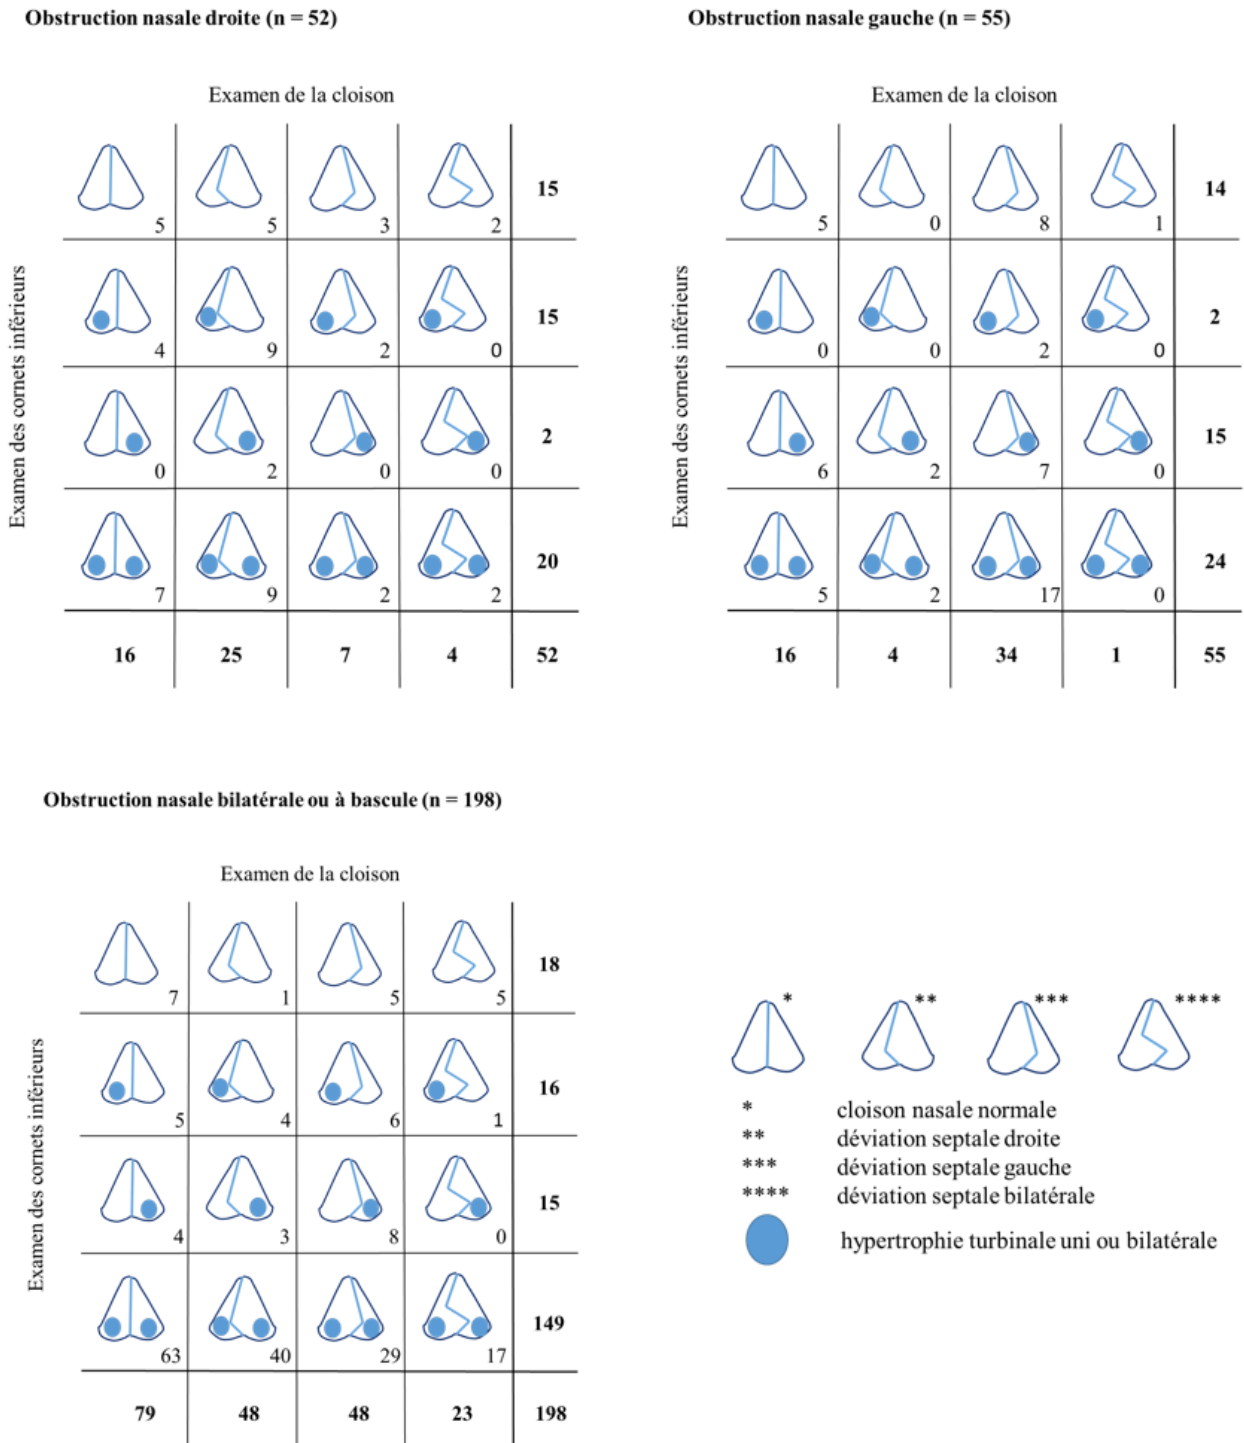 Obstruction nasale droite (n = 52)
Examen de la cloison
Examen des cornets inférieurs
5 5 3 2 15
4 9 2 0 15
0 2 0 0 2
7 9 2 2 20
16 25 7 4 52
Obstruction nasale gauche (n = 55)
Examen de la cloison
Examen des cornets inférieurs
5 0 8 1 14
0 0 2 0 2
6 2 7 0 15
5 2 17 0 24
16 4 34 1 55
Obstruction nasale bilatérale ou à bascule (n = 198)
Examen de la cloison
Examen des cornets inférieurs
7 1 5 5 18
5 4 6 1 16
4 3 8 0 15
63 40 29 17 149
79 48 48 23 198
* ** *** ****
* cloison nasale normale
** déviation septale droite
*** déviation septale gauche
**** déviation septale bilatérale
hypertrophie turbinale uni ou bilatérale